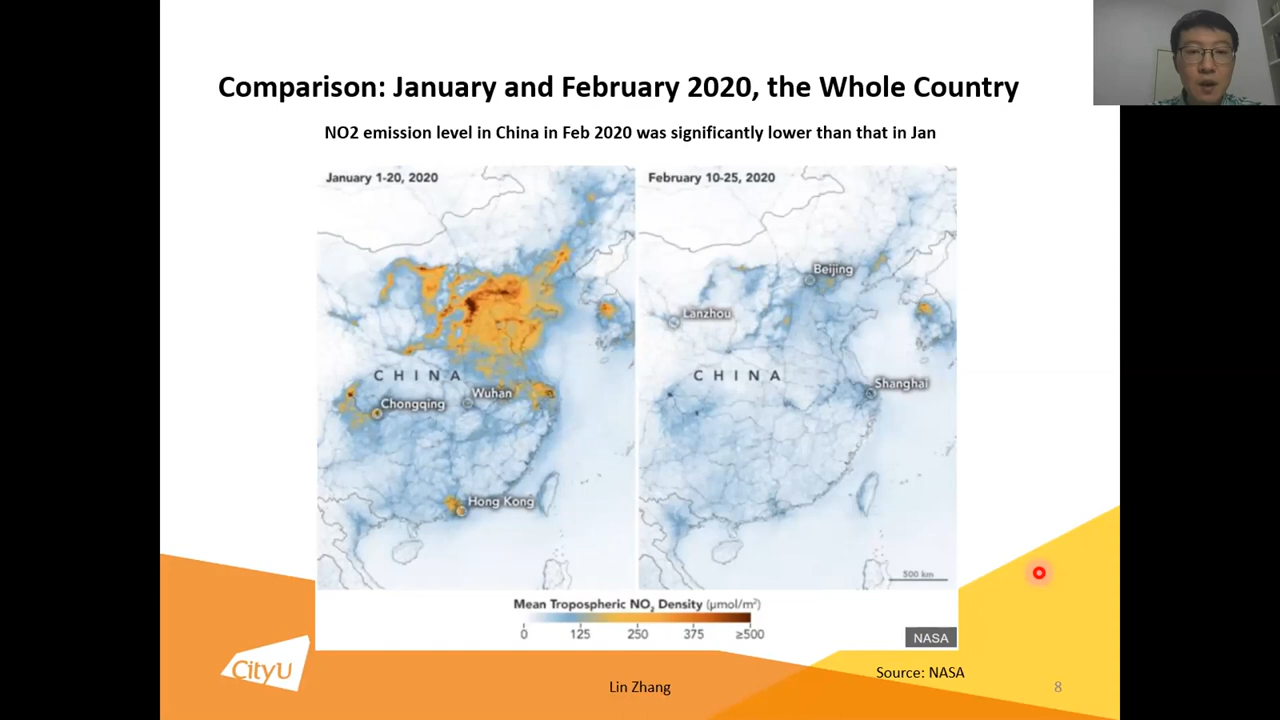 Comparison: January and February 2020, the Whole Country
NO2 emission level in China in Feb 2020 was significantly lower than that in Jan
January 1-20, 2020
CHINA
Wuhan
Chongqing
Hong Kong
February 10-25, 2020
Beijing
Lanzhou
CHINA
Shanghai
500 km
Mean Tropospheric NO₂ Density (µmol/m²)
0 125 250 375 ≥500
NASA
Source: NASA
CityU
Lin Zhang
8